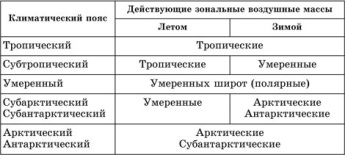 Климатический пояс
Действующие зональные воздушные массы
Летом
Зимой
Тропический
Тропические
Субтропический
Тропические
Умеренные
Умеренный
Умеренных широт (полярные)
Субарктический
Субантарктический
Умеренные
Арктические
Антарктические
Арктический
Антарктический
Арктические
Субантарктические